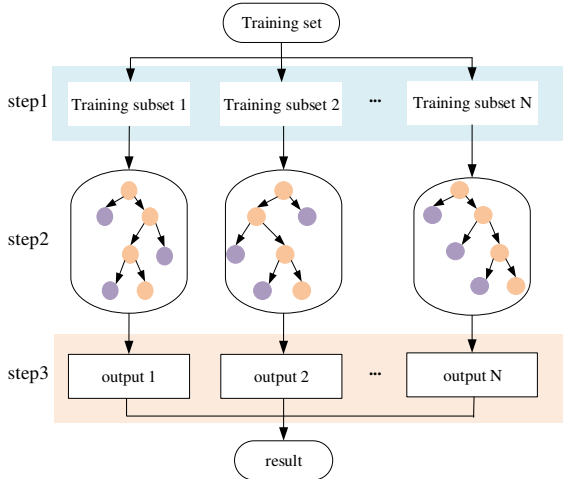 Training set
step1
Training subset 1
Training subset 2
...
Training subset N
step2
step3
output 1
output 2
...
output N
result